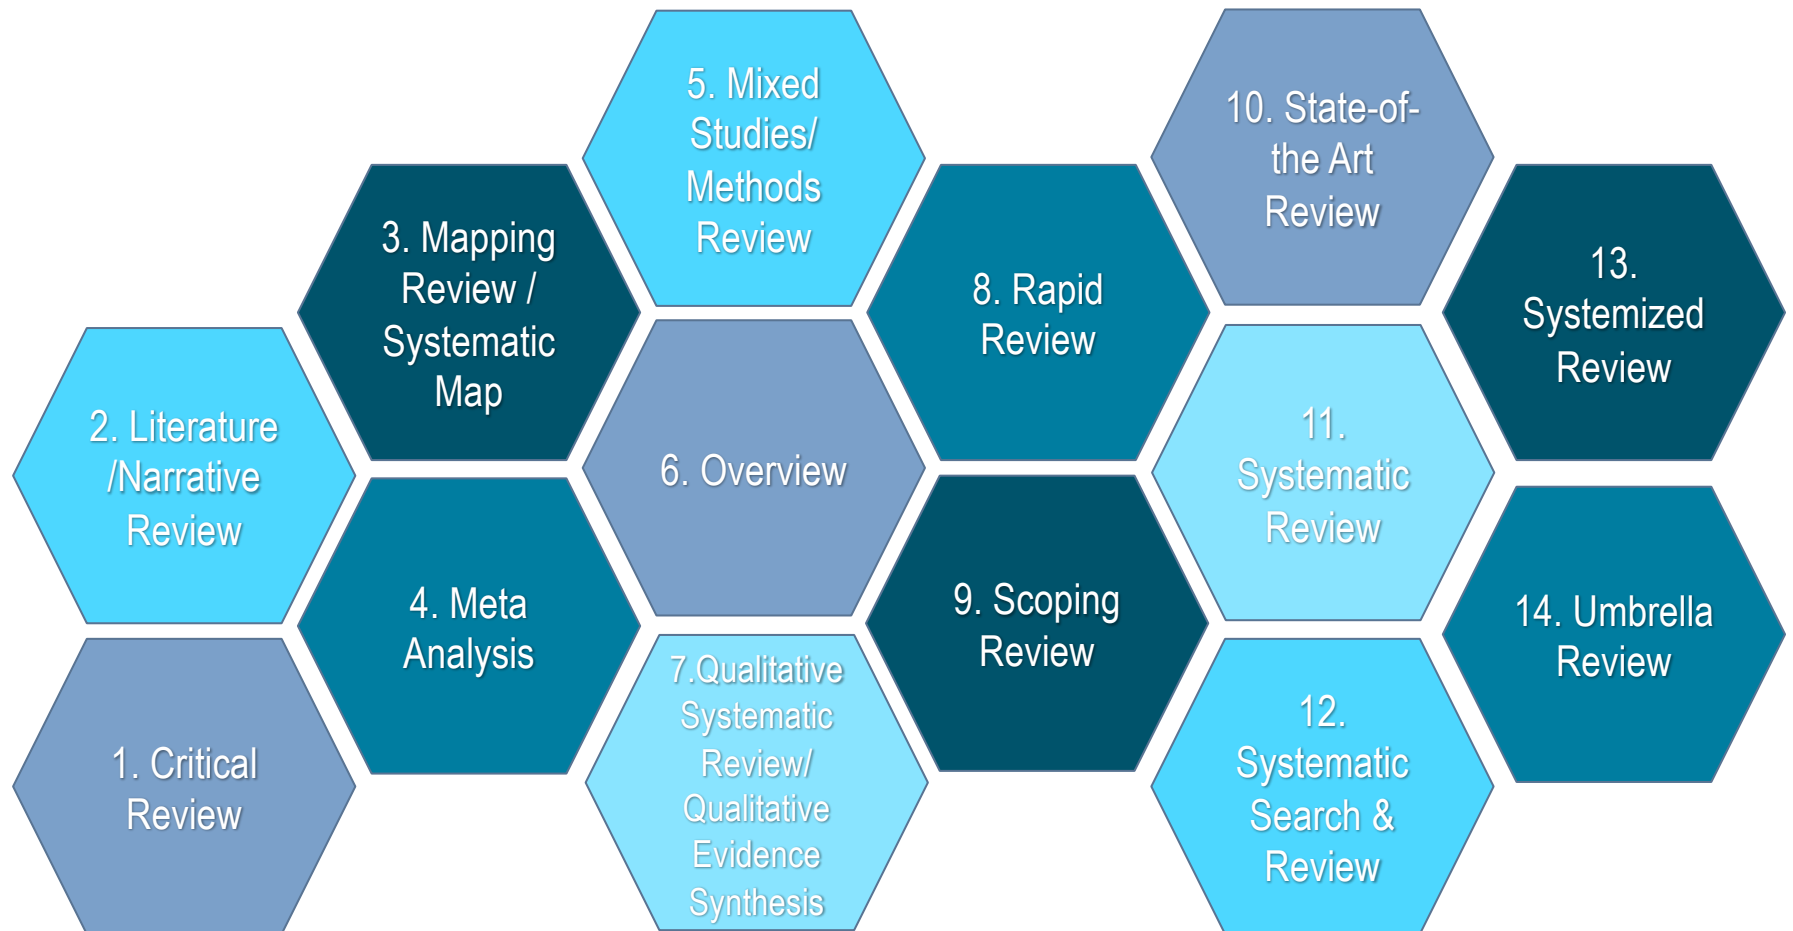 1. Critical
Review
2. Literature
/Narrative
Review
3. Mapping
Review /
Systematic
Map
4. Meta
Analysis
5. Mixed
Studies/
Methods
Review
6. Overview
7.Qualitative
Systematic
Review/
Qualitative
Evidence
Synthesis
8. Rapid
Review
9. Scoping
Review
10. State-of-
the Art
Review
11.
Systematic
Review
12.
Systematic
Search &
Review
13.
Systemized
Review
14. Umbrella
Review